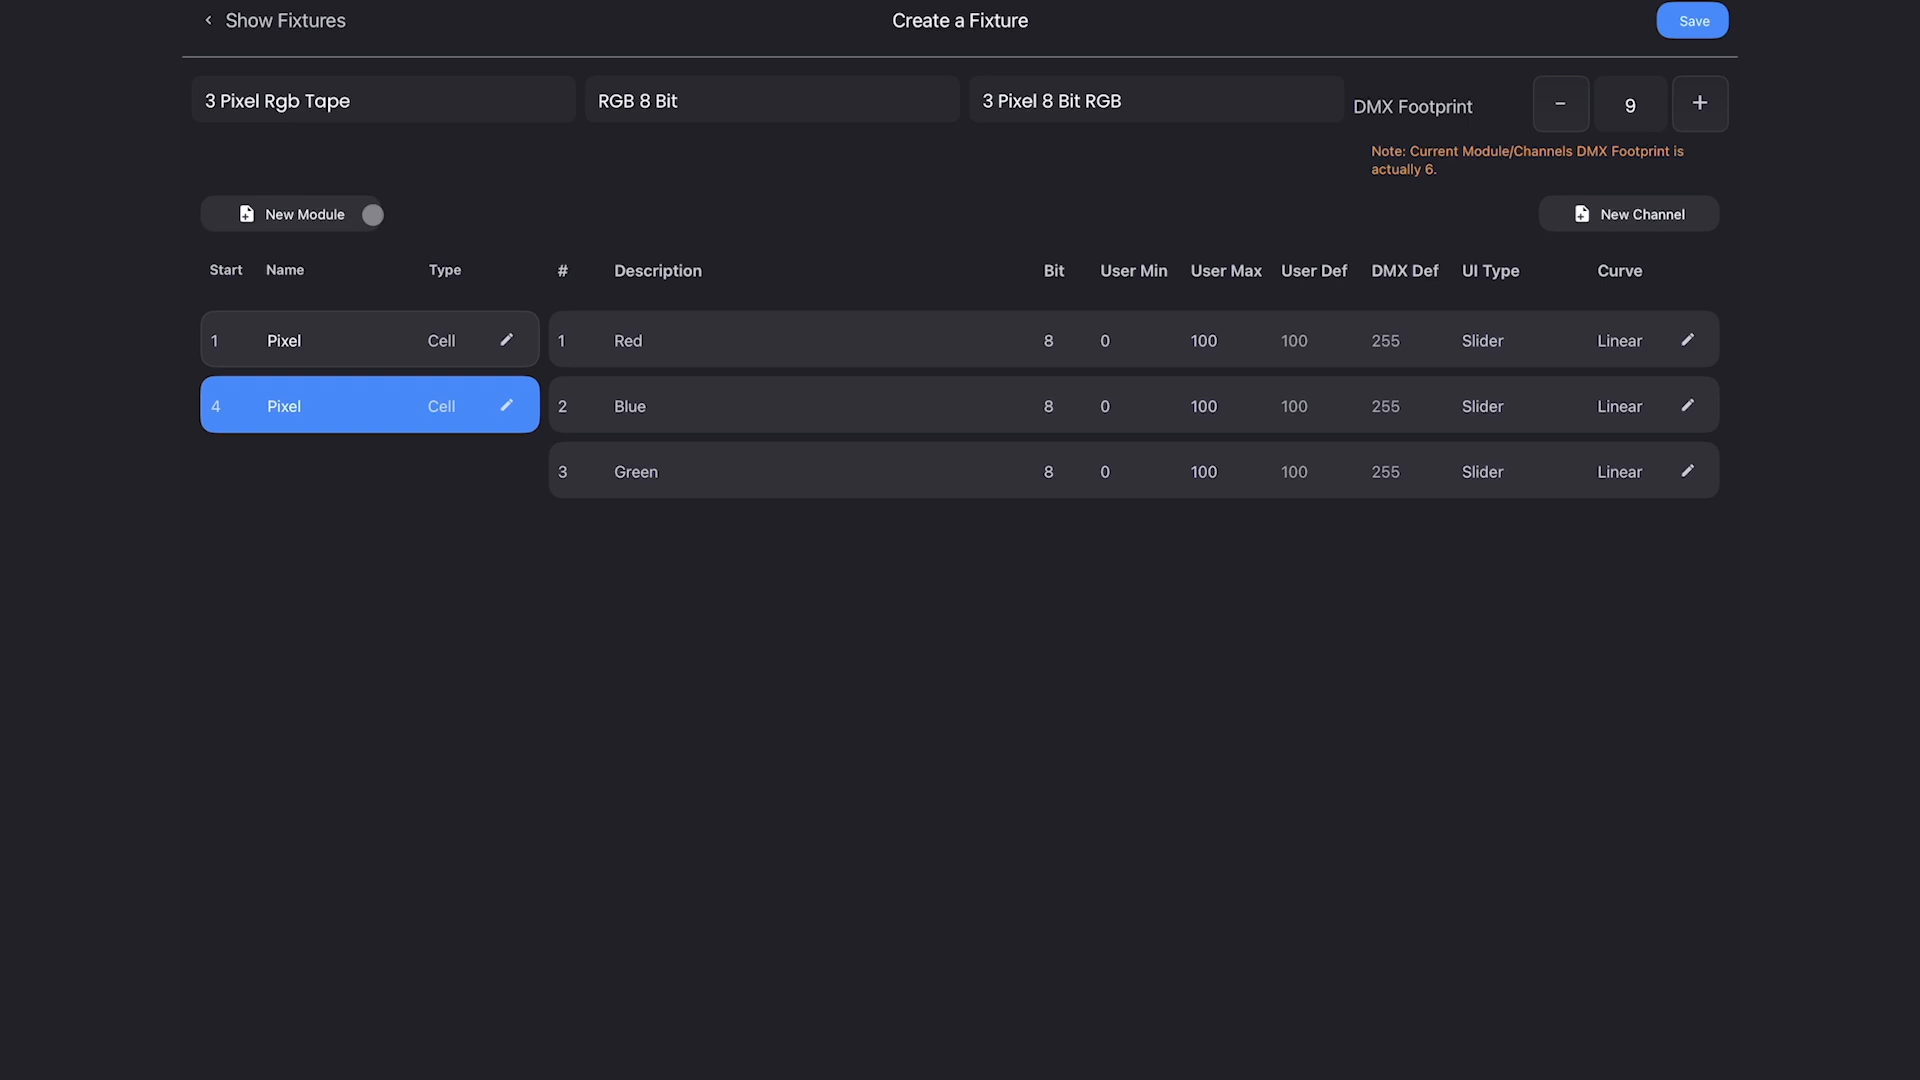 Show Fixtures
Create a Fixture
Save
3 Pixel Rgb Tape
RGB 8 Bit
3 Pixel 8 Bit RGB
DMX Footprint
-
9
+
Note: Current Module/Channels DMX Footprint is
actually 6.
New Module
New Channel
Start Name Type
# Description Bit User Min User Max User Def DMX Def UI Type Curve
1 Pixel Cell
1 Red 8 0 100 100 255 Slider Linear
4 Pixel Cell
2 Blue 8 0 100 100 255 Slider Linear
3 Green 8 0 100 100 255 Slider Linear